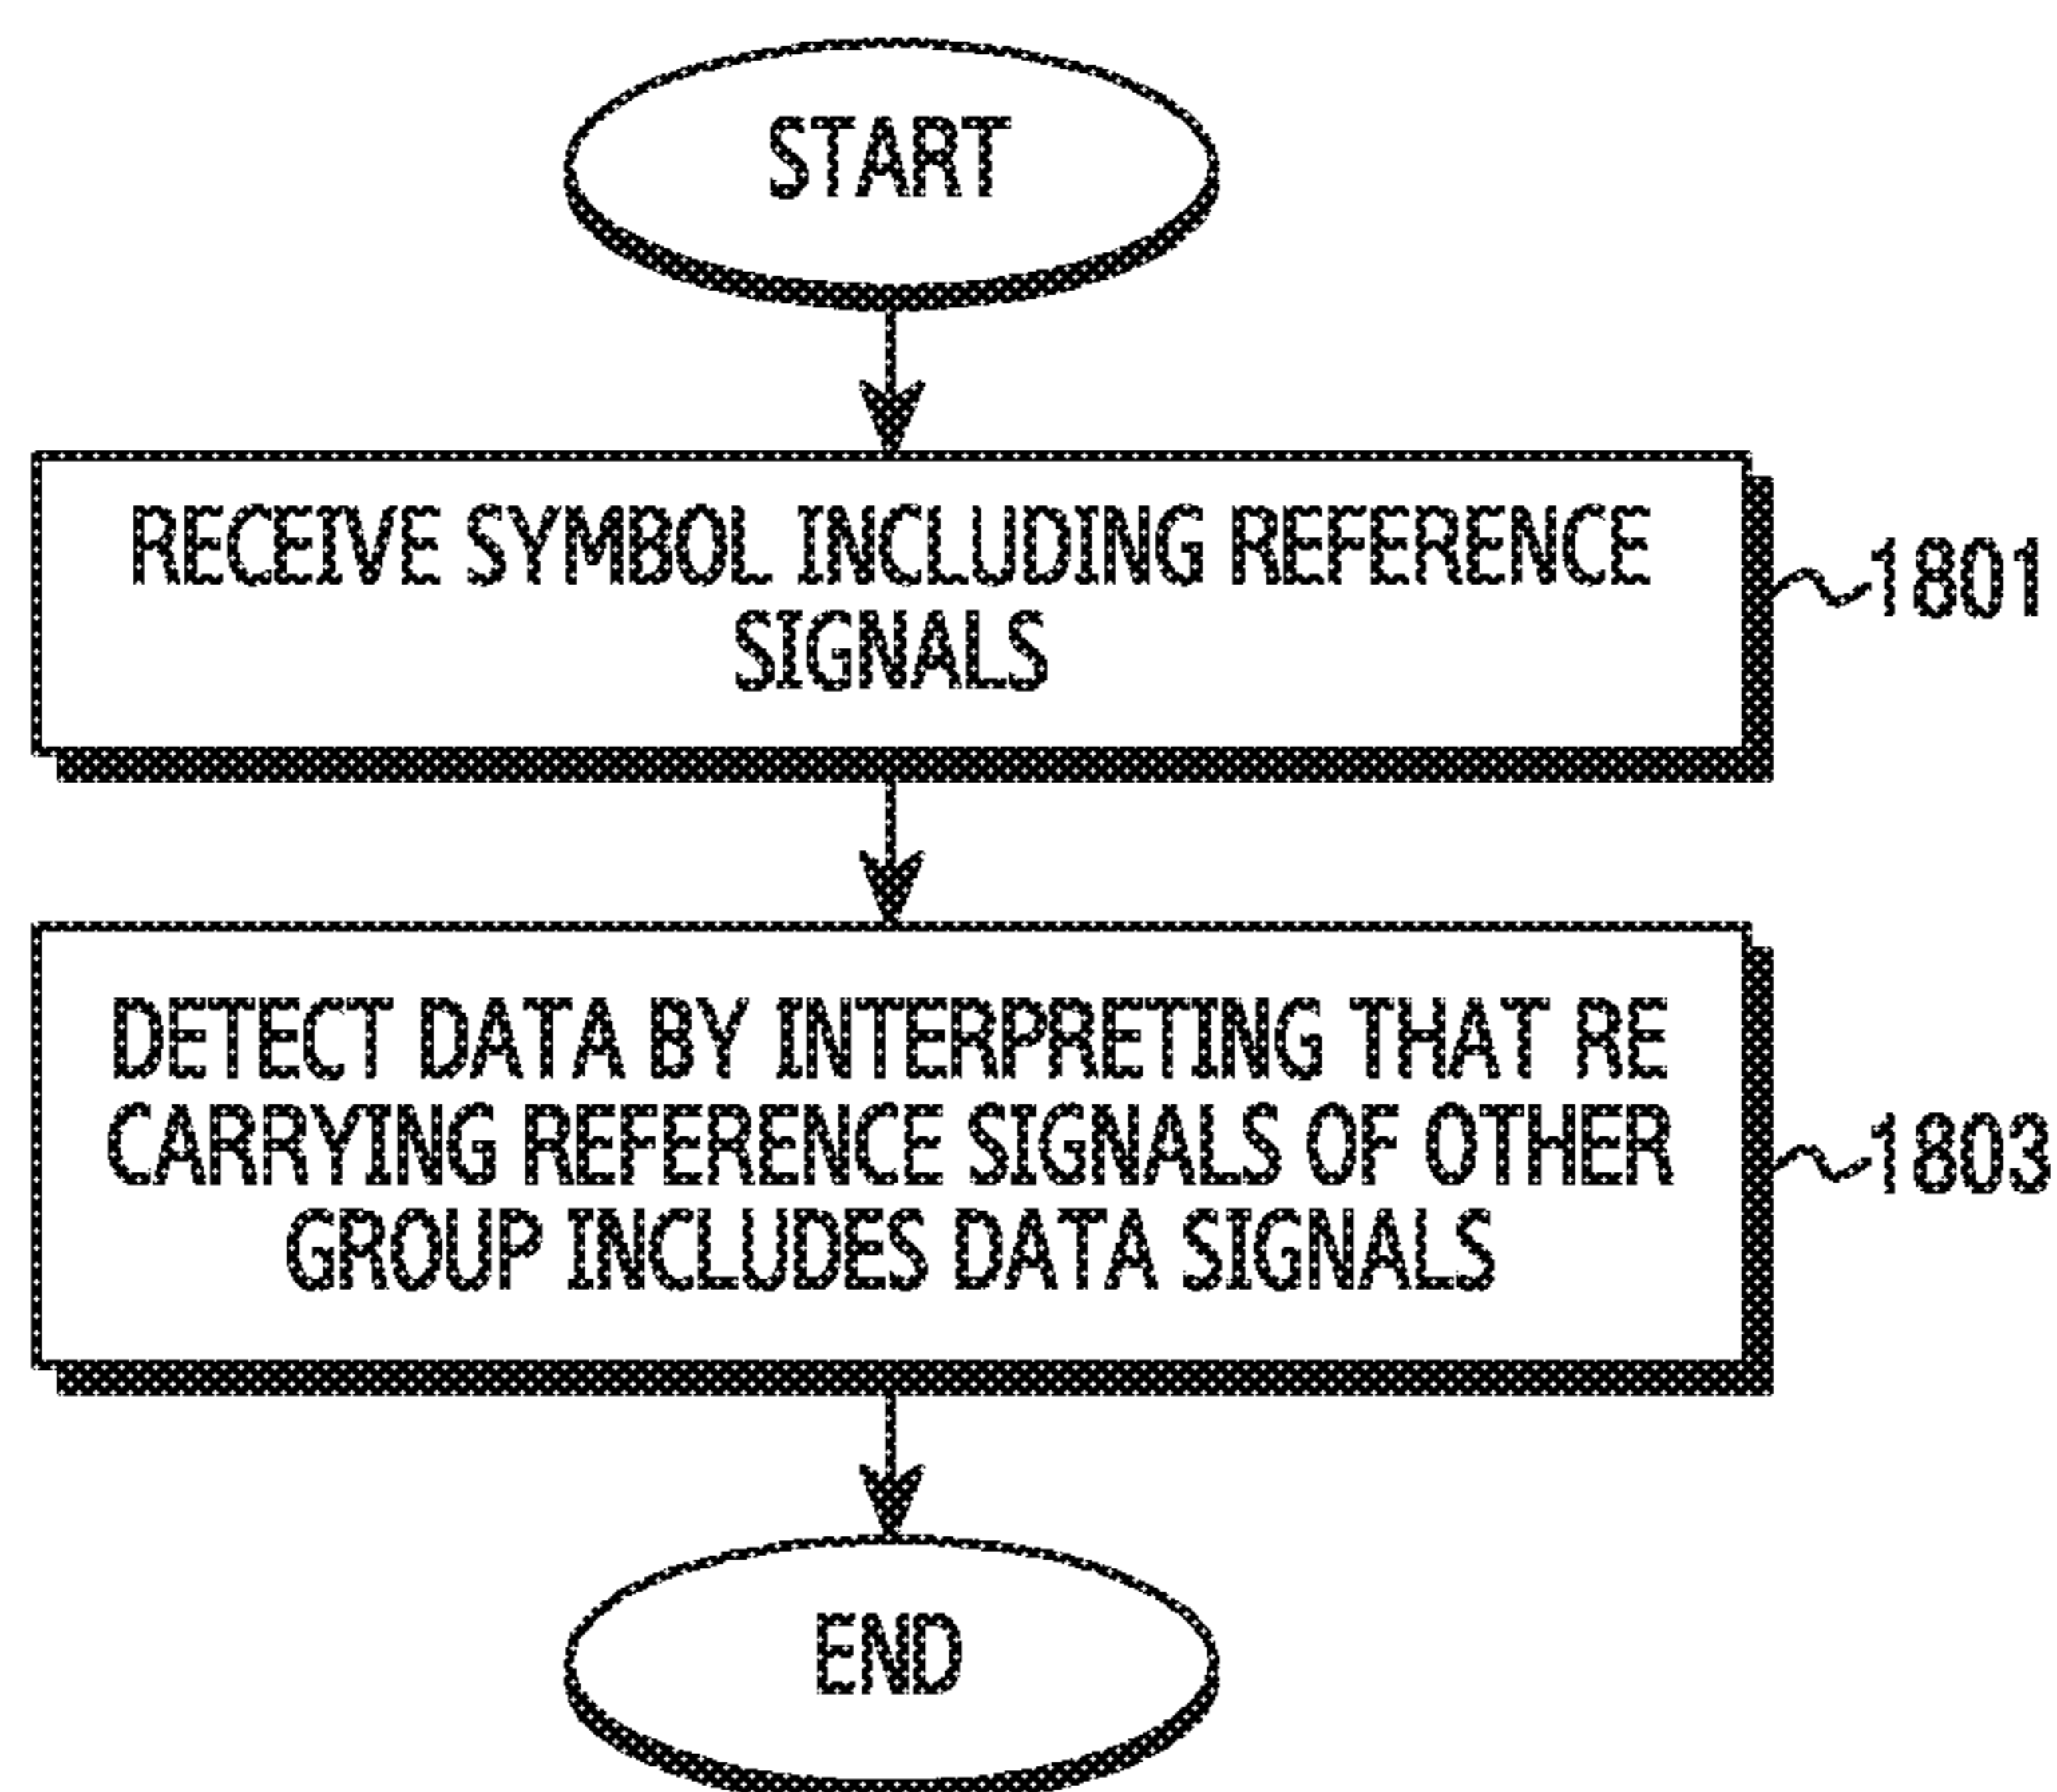 START
RECEIVE SYMBOL INCLUDING REFERENCE
SIGNALS
1801
DETECT DATA BY INTERPRETING THAT RE
CARRYING REFERENCE SIGNALS OF OTHER
GROUP INCLUDES DATA SIGNALS
1803
END